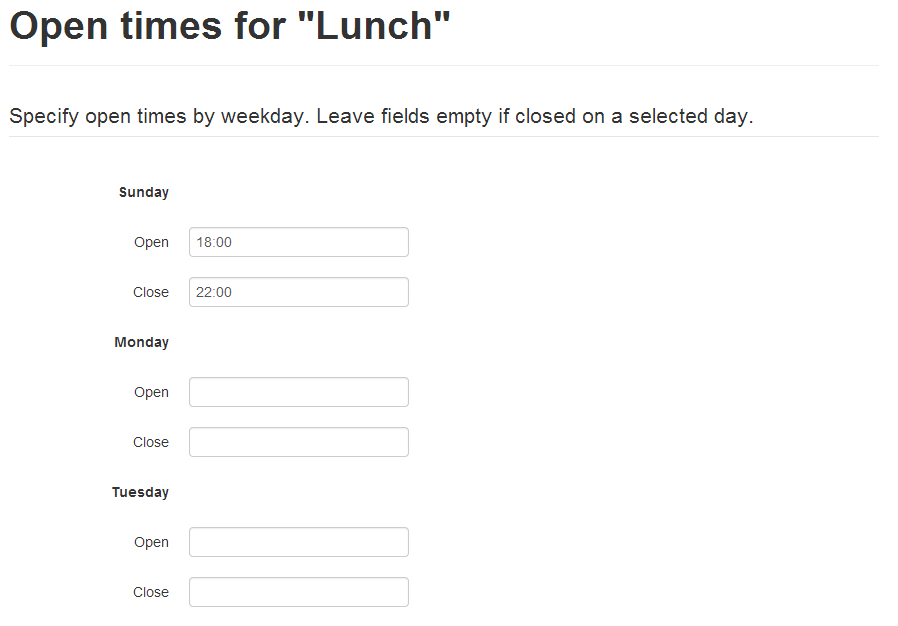 Open times for "Lunch"
Specify open times by weekday. Leave fields empty if closed on a selected day.
Sunday
Open 18:00
Close 22:00
Monday
Open
Close
Tuesday
Open
Close